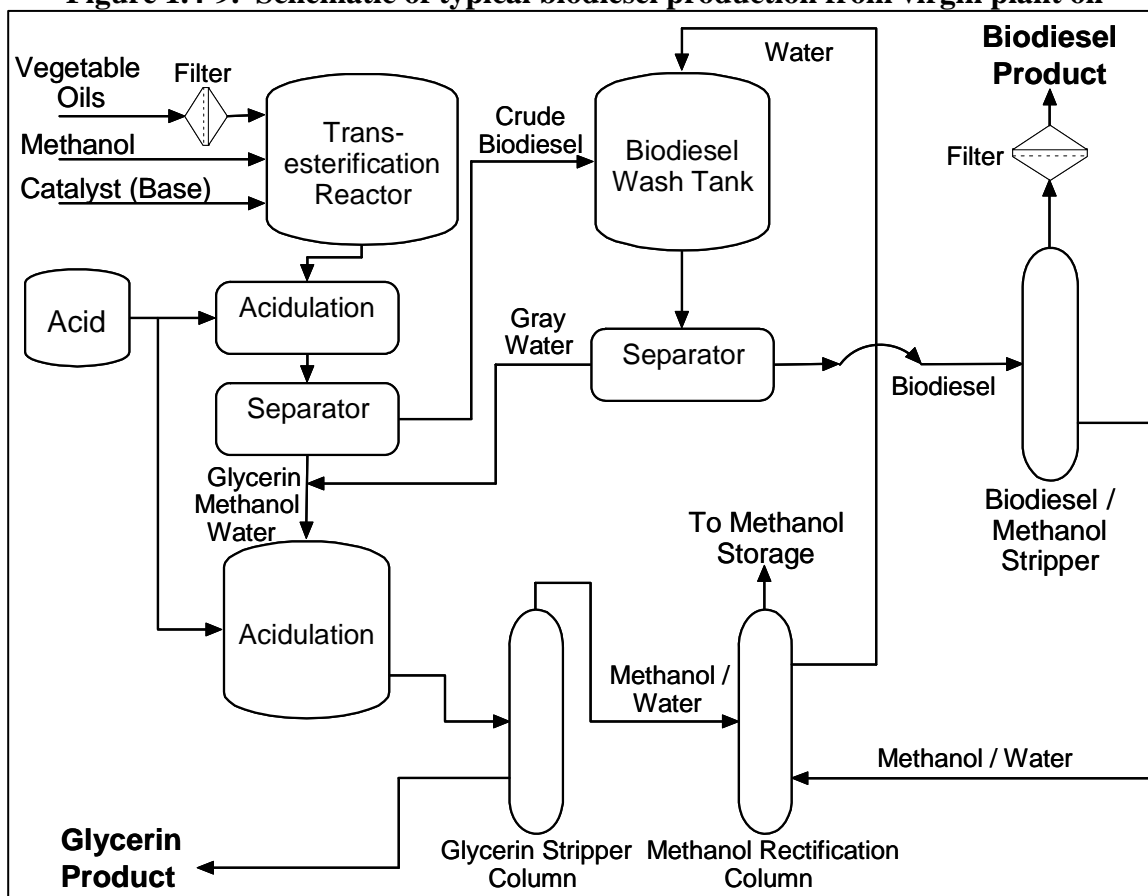 Figure 1.4-9. Schematic of typical biodiesel production from virgin plant oil
Vegetable
Oils
Filter
Methanol
Catalyst (Base)
Trans-
esterification
Reactor
Crude
Biodiesel
Water
Biodiesel
Wash Tank
Biodiesel
Product
Filter
Acid
Acidulation
Separator
Gray
Water
Separator
Biodiesel
Glycerin
Methanol
Water
Biodiesel /
Methanol
Stripper
To Methanol
Storage
Acidulation
Methanol /
Water
Methanol / Water
Glycerin
Product
Glycerin Stripper
Column
Methanol Rectification
Column